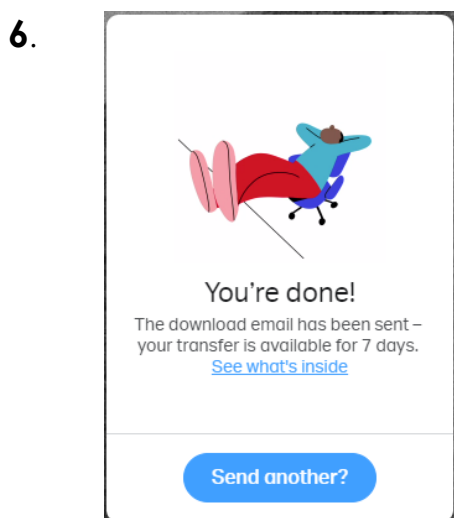 6.
You're done!
The download email has been sent –
your transfer is available for 7 days.
See what's inside
Send another?